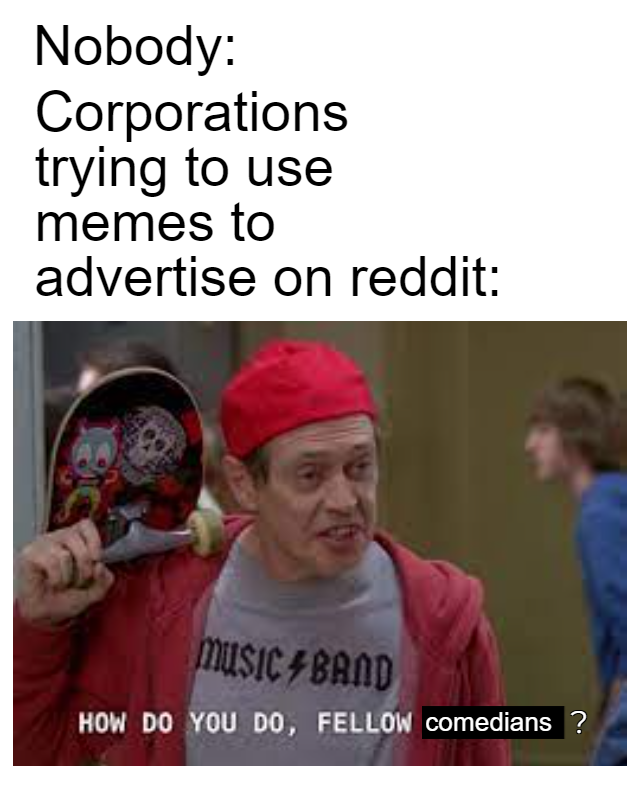 Nobody:
Corporations
trying to use
memes to
advertise on reddit:
MUSIC⚡BAND
HOW DO YOU DO, FELLOW comedians ?